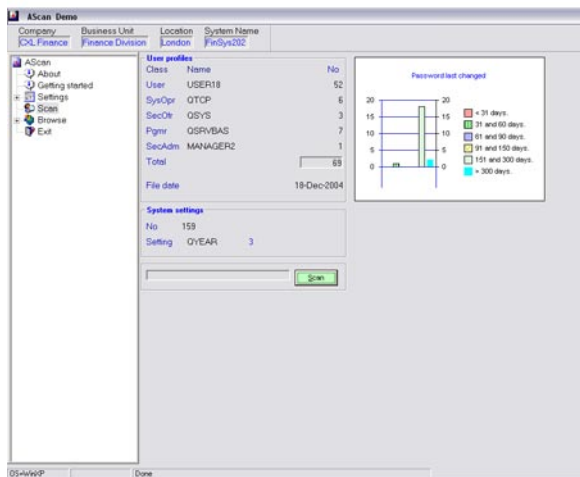 AScan Demo
Company Business Unit Location System Name
CXL Finance Finance Division London FinSys202
AScan
About
Getting started
Settings
Scan
Browse
Exit
User profiles
Class Name No
User USER18 52
SysOpr QTCP 6
SecOfr QSYS 3
Pgmr QSRVBAS 7
SecAdm MANAGER2 1
Total 69
File date 18-Dec-2004
System settings
No 159
Setting QYEAR 3
Scan
Password last changed
20 20
15 15
10 10
5 5
0 0
< 31 days.
31 and 60 days.
61 and 90 days.
91 and 150 days.
151 and 300 days.
> 300 days.
OS=WinXP Done